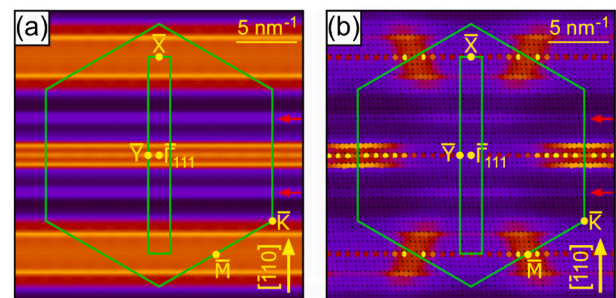 (a)
5 nm⁻¹
X̅
Y̅
Γ̅₁₁₁
K̅
M̅
[1̅10]
(b)
5 nm⁻¹
X̅
Y̅
Γ̅₁₁₁
K̅
M̅
[1̅10]